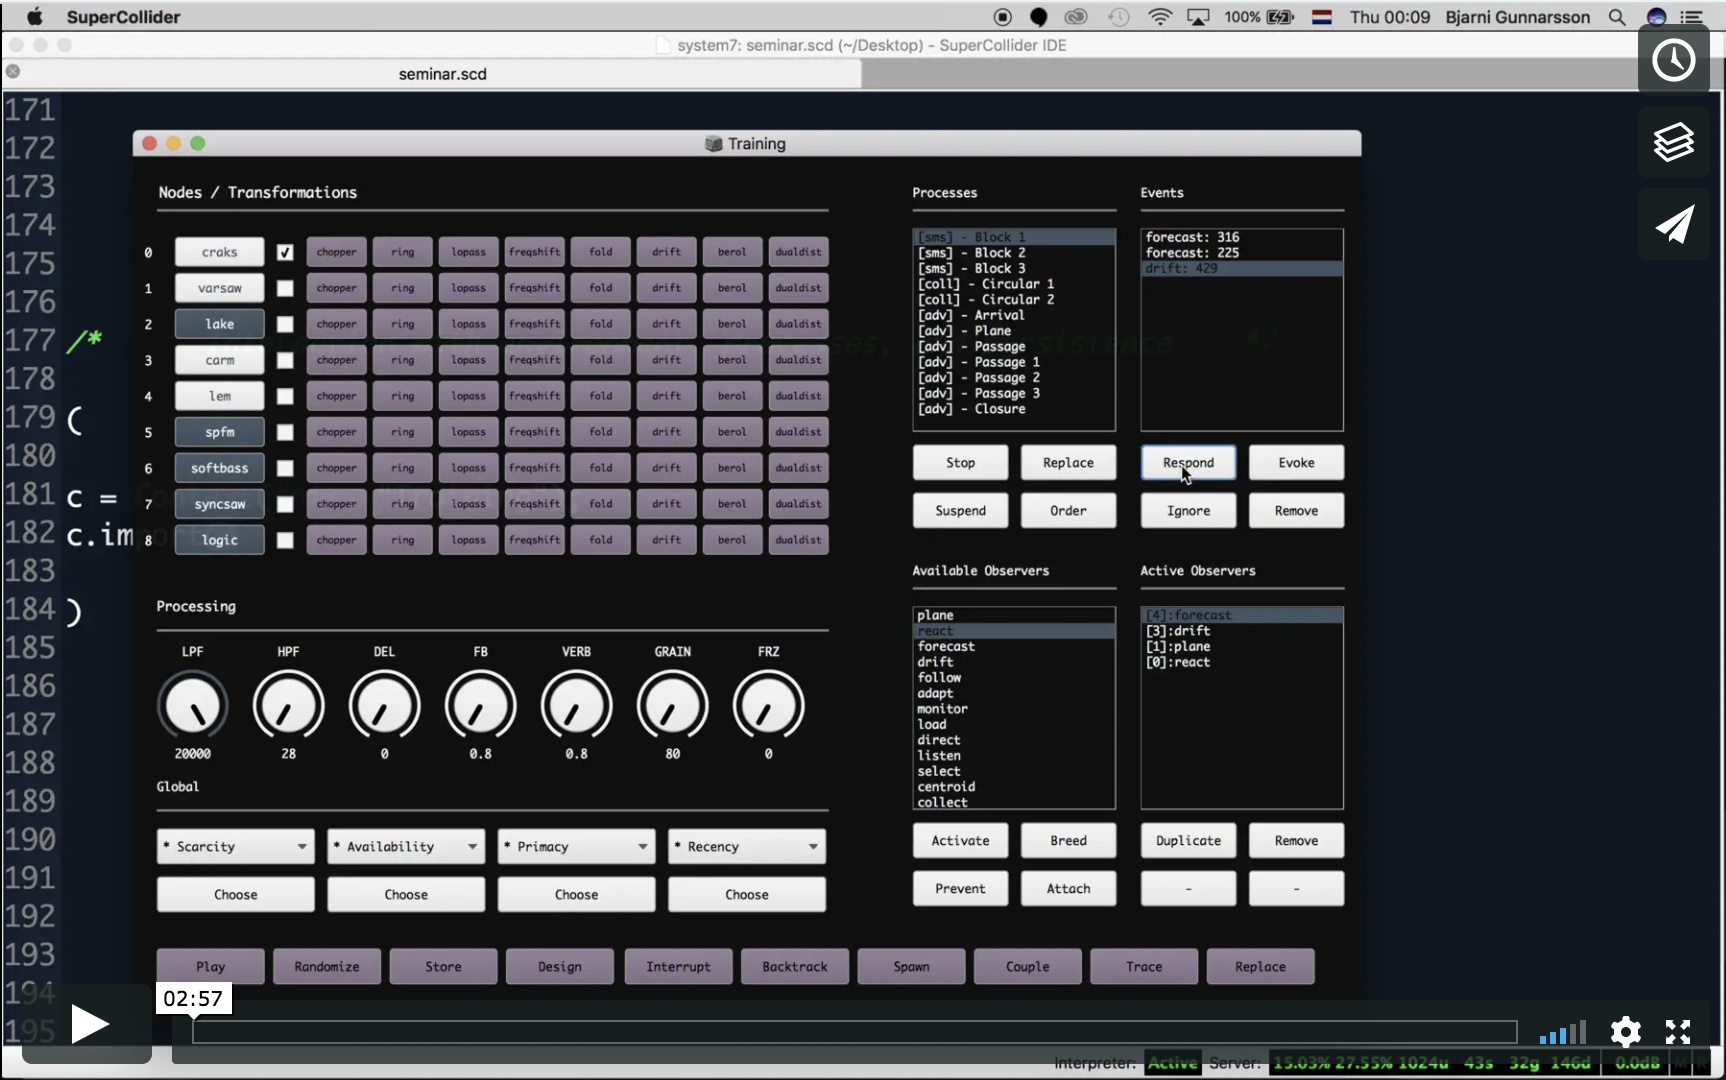 SuperCollider 100% Thu 00:09 Bjarni Gunnarsson
system7: seminar.scd (~/Desktop) - SuperCollider IDE
seminar.scd
171
172
173
174
175
176
177 /* */
178
179 (
180
181 c =
182 c.im
183
184 )
185
186
187
188
189
190
191
192
193
194
195
Training
Nodes / Transformations
0 craks ✓ chopper ring lopass freqshift fold drift berol dualdist
1 varsaw chopper ring lopass freqshift fold drift berol dualdist
2 lake chopper ring lopass freqshift fold drift berol dualdist
3 carm chopper ring lopass freqshift fold drift berol dualdist
4 lem chopper ring lopass freqshift fold drift berol dualdist
5 spfm chopper ring lopass freqshift fold drift berol dualdist
6 softbass chopper ring lopass freqshift fold drift berol dualdist
7 syncsaw chopper ring lopass freqshift fold drift berol dualdist
8 logic chopper ring lopass freqshift fold drift berol dualdist
Processing
LPF HPF DEL FB VERB GRAIN FRZ
20000 28 0 0.8 0.8 80 0
Global
* Scarcity * Availability * Primacy * Recency
Choose Choose Choose Choose
Processes
[sms] - Block 1
[sms] - Block 2
[sms] - Block 3
[coll] - Circular 1
[coll] - Circular 2
[adv] - Arrival
[adv] - Plane
[adv] - Passage
[adv] - Passage 1
[adv] - Passage 2
[adv] - Passage 3
[adv] - Closure
Stop Replace
Suspend Order
Events
forecast: 316
forecast: 225
drift: 429
Respond Evoke
Ignore Remove
Available Observers
plane
react
forecast
drift
follow
adapt
monitor
load
direct
listen
select
centroid
collect
Activate Breed
Prevent Attach
Active Observers
[4]:forecast
[3]:drift
[1]:plane
[0]:react
Duplicate Remove
- -
Play Randomize Store Design Interrupt Backtrack Spawn Couple Trace Replace
02:57
Interpreter: Active Server: 15.03% 27.55% 1024u 43s 32g 146d 0.0dB M R